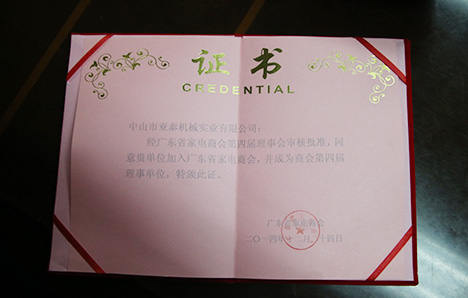 证书
CREDENTIAL
中山市亚泰机械实业有限公司：
经广东省家电商会第四届理事会审核批准，同
意贵单位加入广东省家电商会，并成为商会第四届
理事单位，特颁此证。
广东省家电商会
二〇一四年十二月二十四日